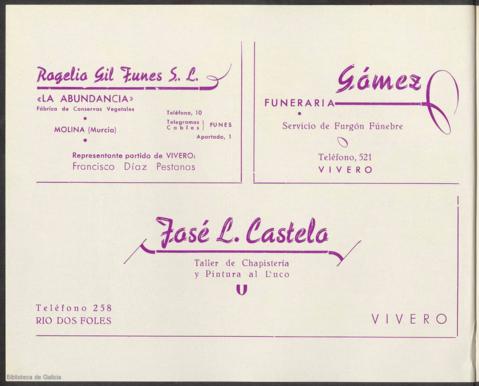 Rogelio Gil Funes S. L.
«LA ABUNDANCIA»
Fábrica de Conservas Vegetales
MOLINA (Murcia)
Teléfono, 10
Telegramas
Cables
FUNES
Apartado, 1
Representante partido de VIVERO:
Francisco Díaz Pestonas
Gómez
FUNERARIA
Servicio de Furgón Fúnebre
Teléfono, 521
VIVERO
José L. Castelo
Taller de Chapistería
y Pintura al Duco
Teléfono 258
RIO DOS FOLES
VIVERO
Biblioteca de Galicia